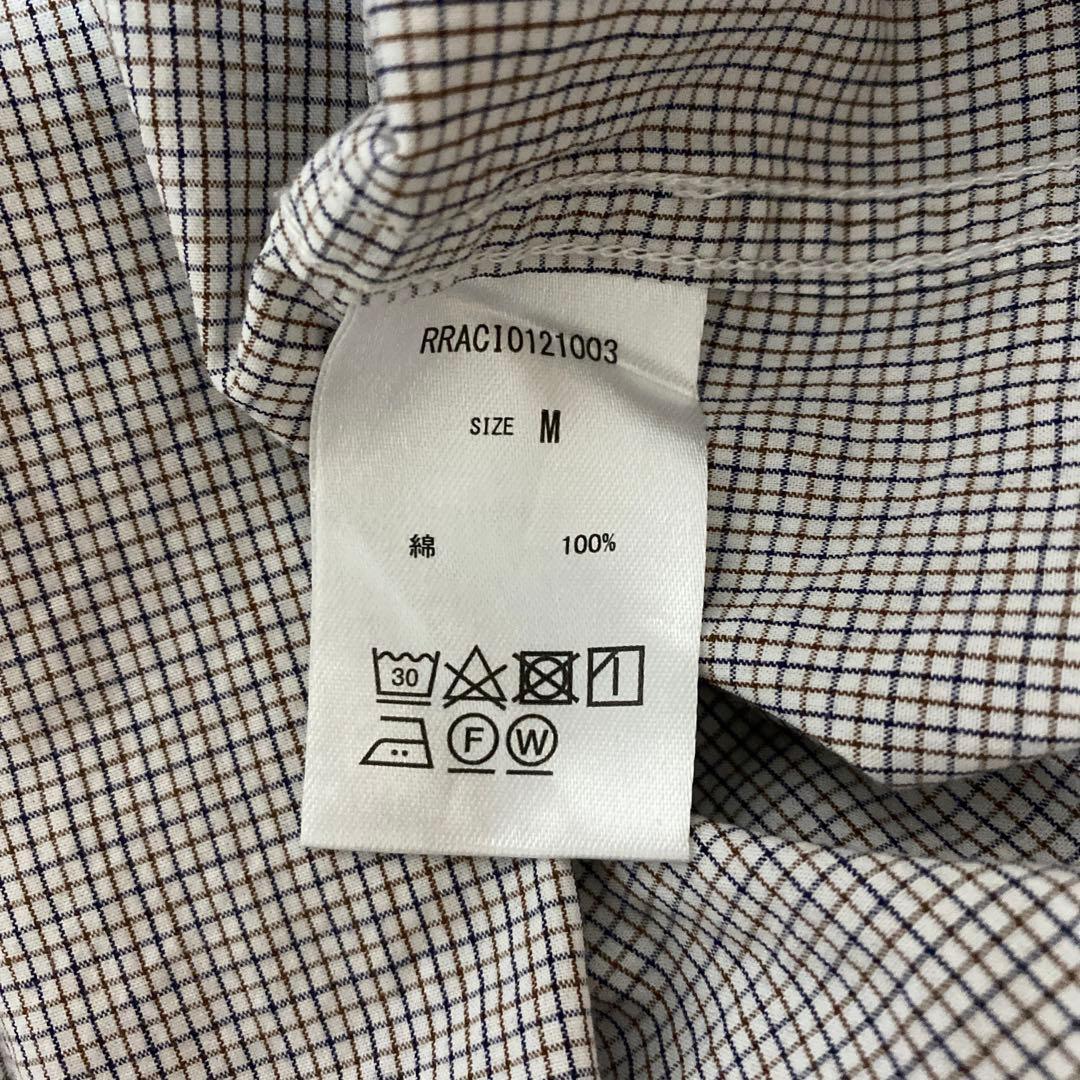 RRACI0121003
SIZE M
綿 100%
30
F W